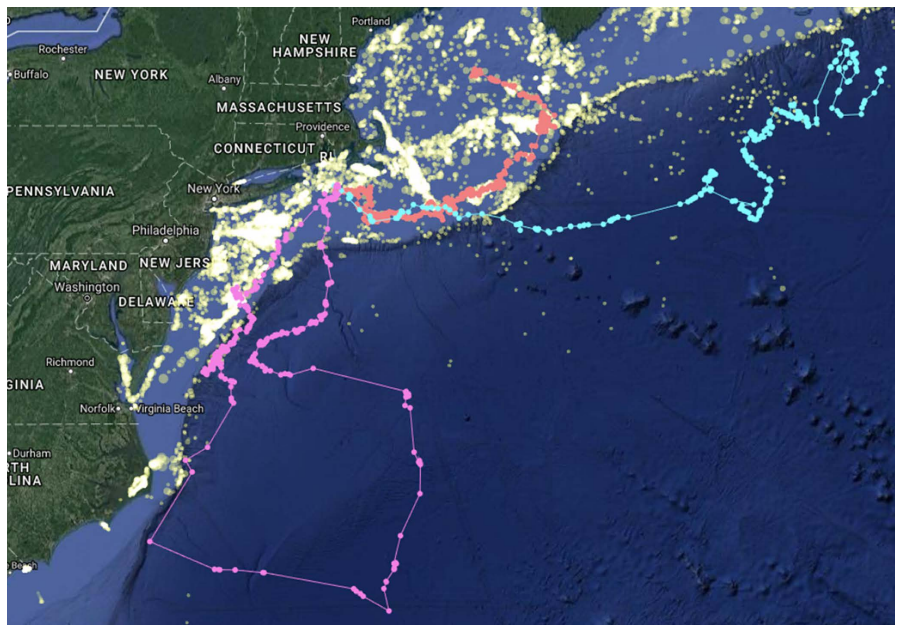 Portland
Rochester
NEW
HAMPSHIRE
Buffalo
NEW YORK
Albany
MASSACHUSETTS
Providence
CONNECTICUT
RI
PENNSYLVANIA
New York
Philadelphia
MARYLAND
NEW JERS
Washington
DELAWARE
Richmond
GINIA
Norfolk
Virginia Beach
Durham
RTH
LINA
Beach